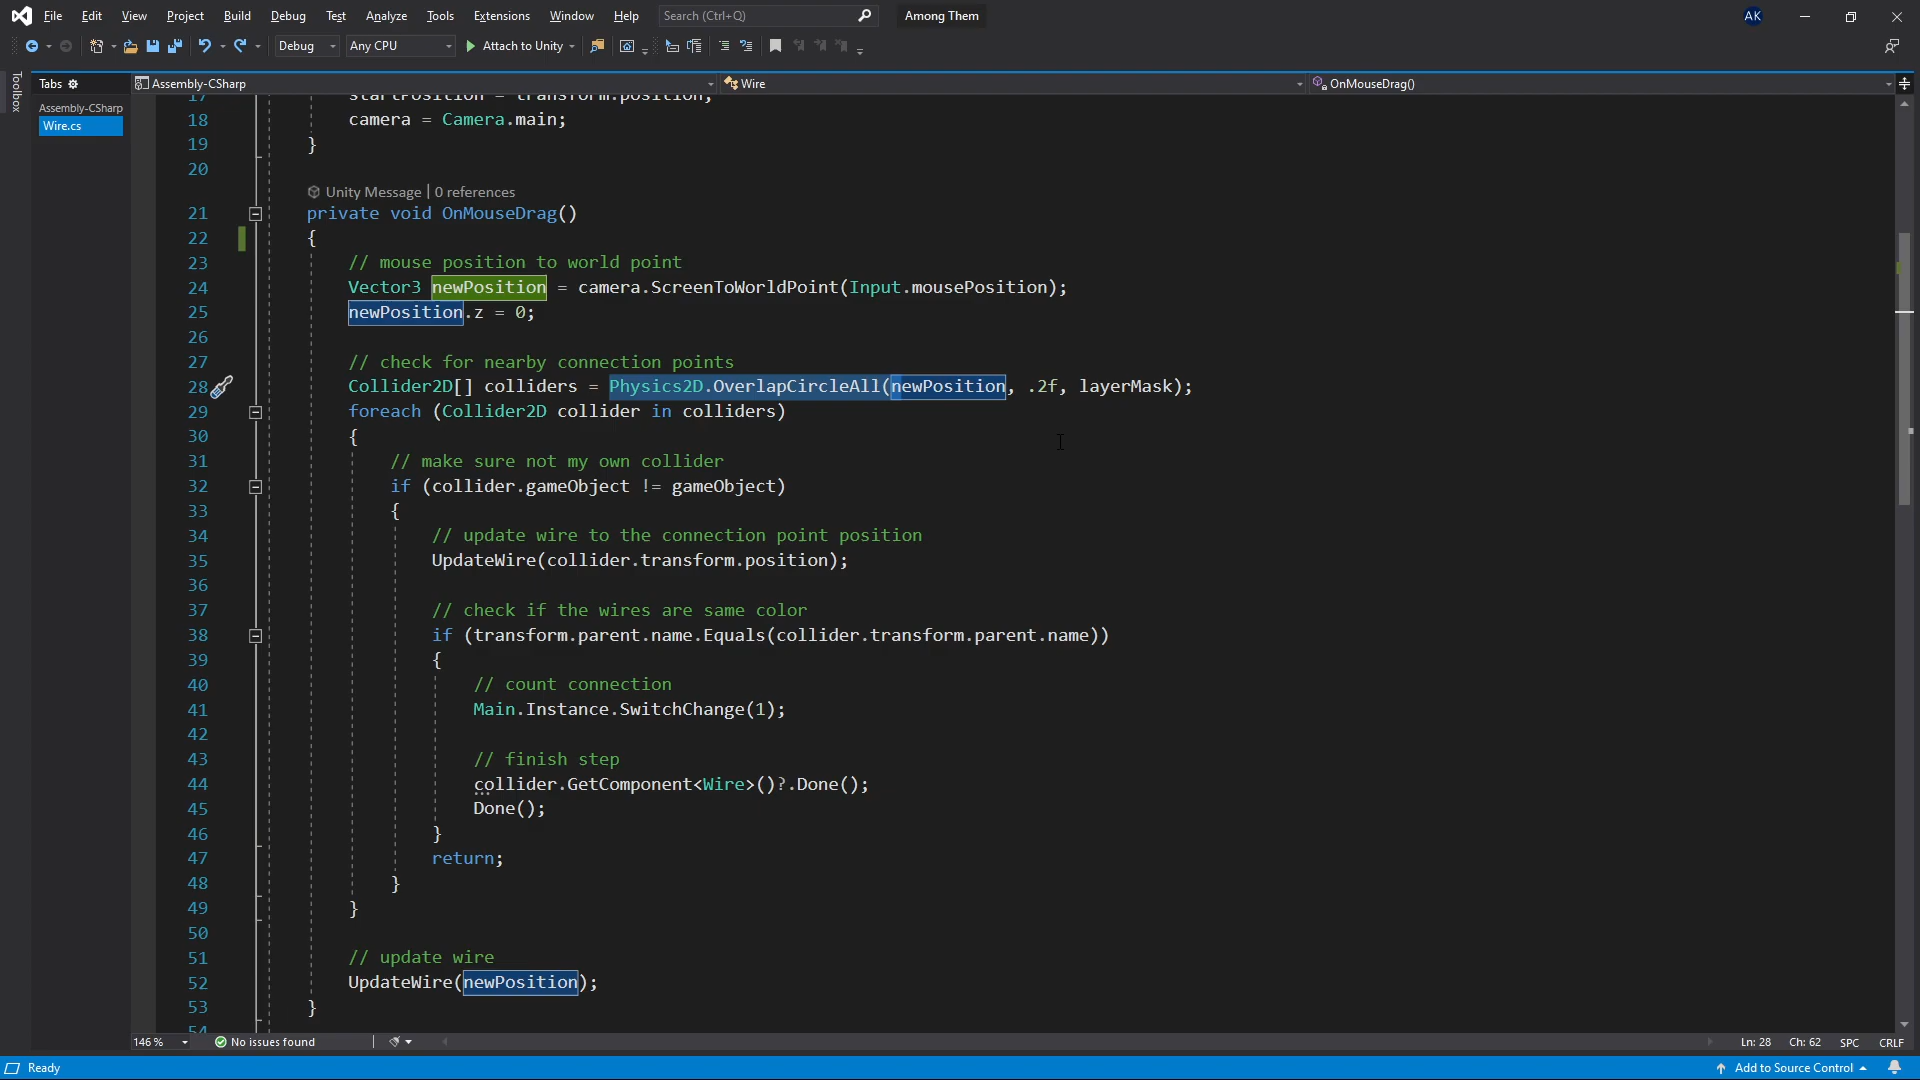 File Edit View Project Build Debug Test Analyze Tools Extensions Window Help Search (Ctrl+Q) Among Them AK
Debug Any CPU Attach to Unity
Toolbox
Tabs
Assembly-CSharp
Wire.cs
Assembly-CSharp Wire OnMouseDrag()
17 startPosition = transform.position;
18 camera = Camera.main;
19 }
20
Unity Message | 0 references
21 private void OnMouseDrag()
22 {
23 // mouse position to world point
24 Vector3 newPosition = camera.ScreenToWorldPoint(Input.mousePosition);
25 newPosition.z = 0;
26
27 // check for nearby connection points
28 Collider2D[] colliders = Physics2D.OverlapCircleAll(newPosition, .2f, layerMask);
29 foreach (Collider2D collider in colliders)
30 {
31 // make sure not my own collider
32 if (collider.gameObject != gameObject)
33 {
34 // update wire to the connection point position
35 UpdateWire(collider.transform.position);
36
37 // check if the wires are same color
38 if (transform.parent.name.Equals(collider.transform.parent.name))
39 {
40 // count connection
41 Main.Instance.SwitchChange(1);
42
43 // finish step
44 collider.GetComponent<Wire>()?.Done();
45 Done();
46 }
47 return;
48 }
49 }
50
51 // update wire
52 UpdateWire(newPosition);
53 }
54
146 % No issues found Ln: 28 Ch: 62 SPC CRLF
Ready Add to Source Control